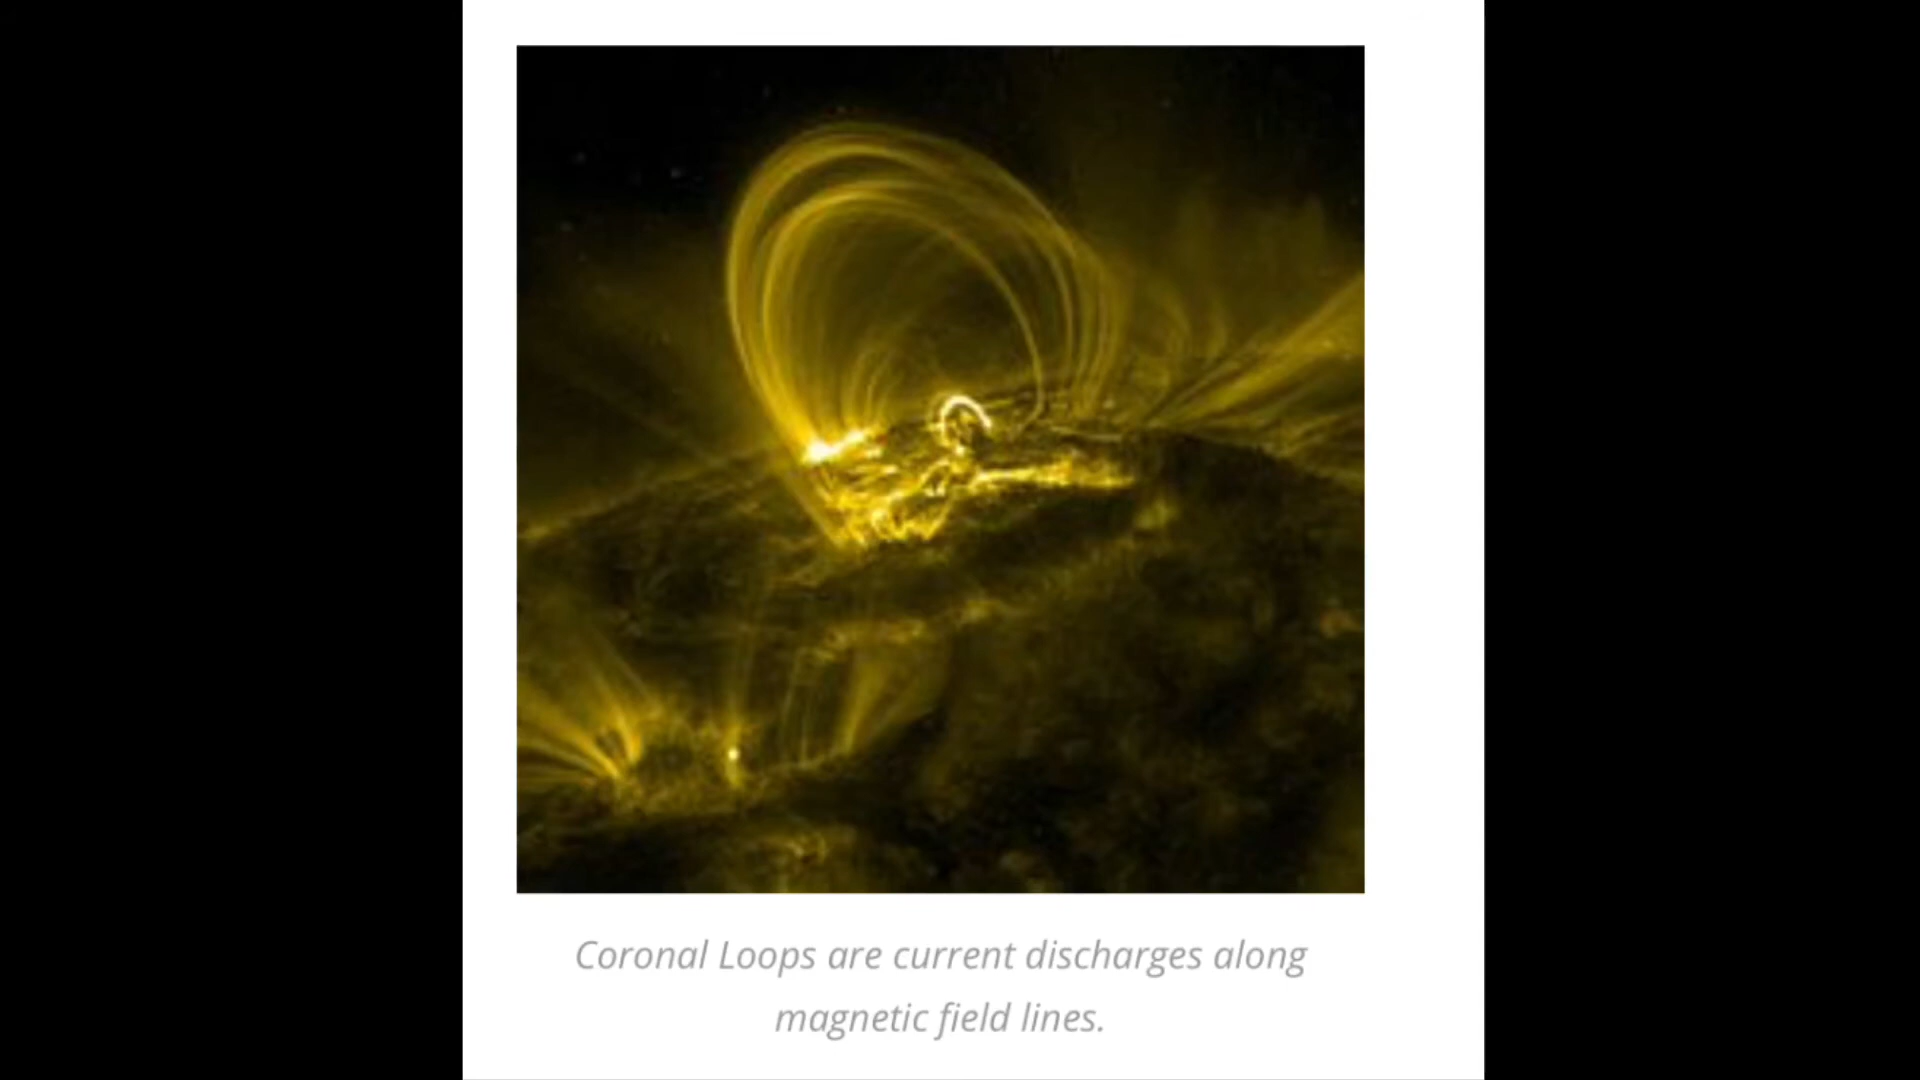 Coronal Loops are current discharges along
magnetic field lines.